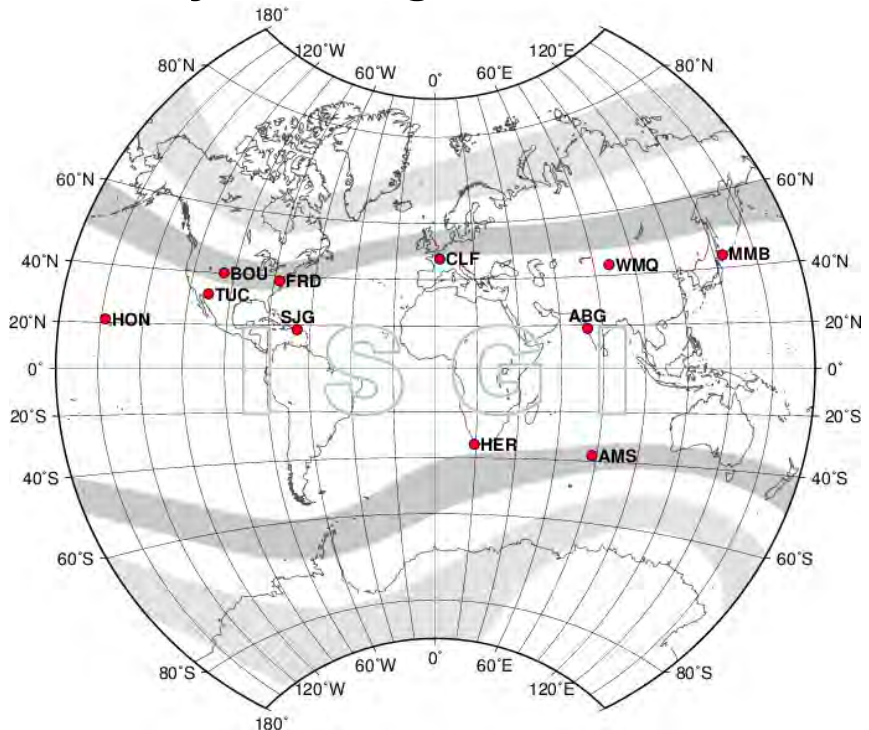 180°
120°W
120°E
60°W
0°
60°E
80°N
80°N
60°N
60°N
CLF
MMB
40°N
BOU
WMQ
40°N
FRD
TUC
SJG
ABG
20°N
HON
20°N
0°
ISGI
0°
20°S
20°S
HER
AMS
40°S
40°S
60°S
60°S
80°S
80°S
60°W
0°
60°E
120°W
120°E
180°